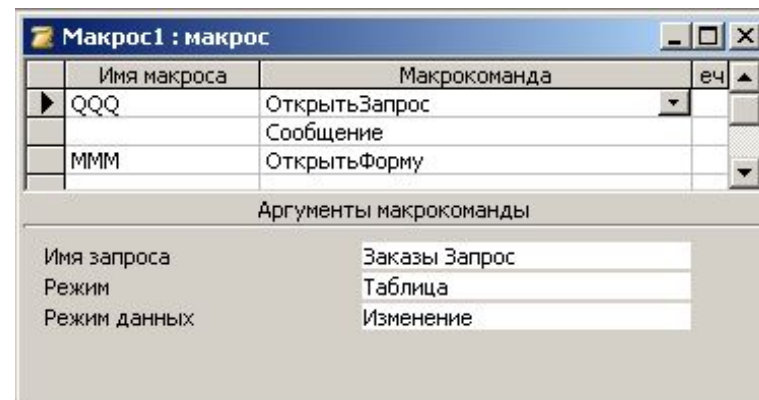 Макрос1 : макрос
Имя макроса Макрокоманда еч
QQQ ОткрытьЗапрос
Сообщение
MMM ОткрытьФорму
Аргументы макрокоманды
Имя запроса Заказы Запрос
Режим Таблица
Режим данных Изменение